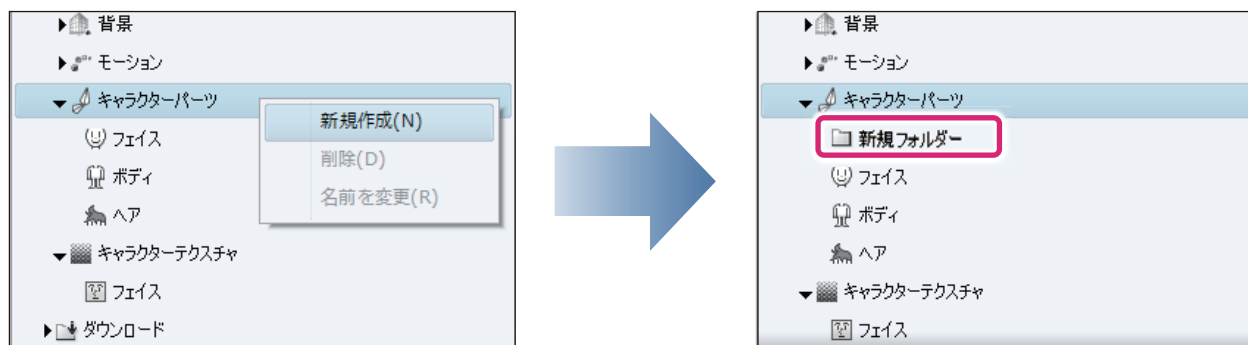 背景
モーション
キャラクターパーツ
新規作成(N)
フェイス
削除(D)
ボディ
名前を変更(R)
ヘア
キャラクターテクスチャ
フェイス
ダウンロード
背景
モーション
キャラクターパーツ
新規フォルダー
フェイス
ボディ
ヘア
キャラクターテクスチャ
フェイス